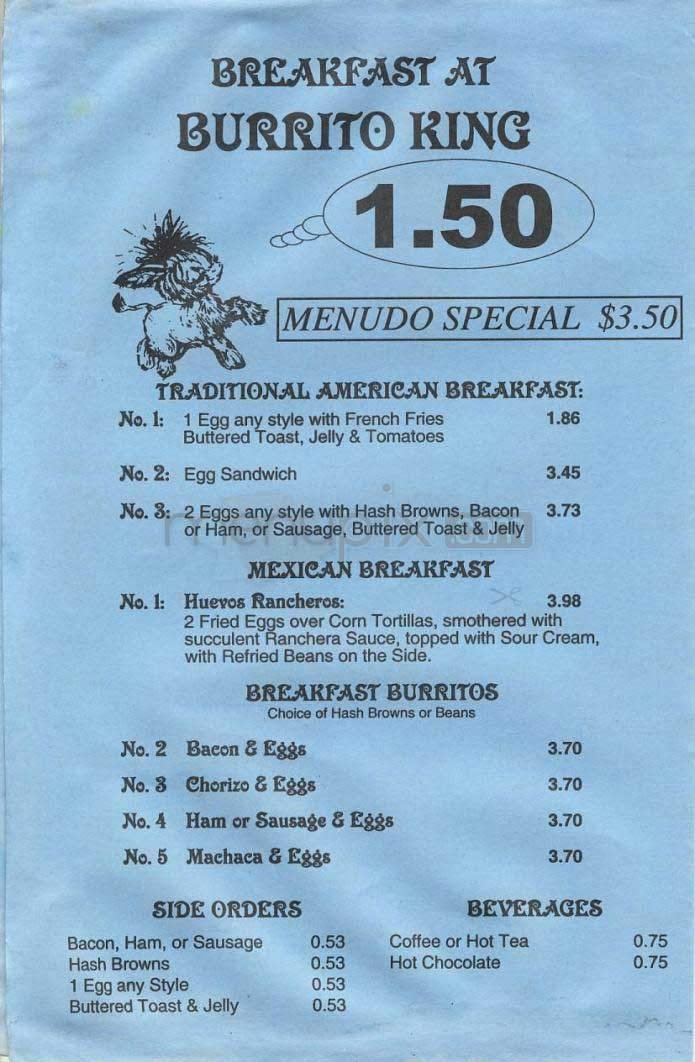 BREAKFAST AT
BURRITO KING
1.50
MENUDO SPECIAL $3.50
TRADITIONAL AMERICAN BREAKFAST:
No. 1: 1 Egg any style with French Fries 1.86
Buttered Toast, Jelly & Tomatoes
No. 2: Egg Sandwich 3.45
No. 3: 2 Eggs any style with Hash Browns, Bacon 3.73
or Ham, or Sausage, Buttered Toast & Jelly
menupix.com
MEXICAN BREAKFAST
No. 1: Huevos Rancheros: 3.98
2 Fried Eggs over Corn Tortillas, smothered with
succulent Ranchera Sauce, topped with Sour Cream,
with Refried Beans on the Side.
BREAKFAST BURRITOS
Choice of Hash Browns or Beans
No. 2 Bacon & Eggs 3.70
No. 3 Chorizo & Eggs 3.70
No. 4 Ham or Sausage & Eggs 3.70
No. 5 Machaca & Eggs 3.70
SIDE ORDERS
Bacon, Ham, or Sausage 0.53
Hash Browns 0.53
1 Egg any Style 0.53
Buttered Toast & Jelly 0.53
BEVERAGES
Coffee or Hot Tea 0.75
Hot Chocolate 0.75